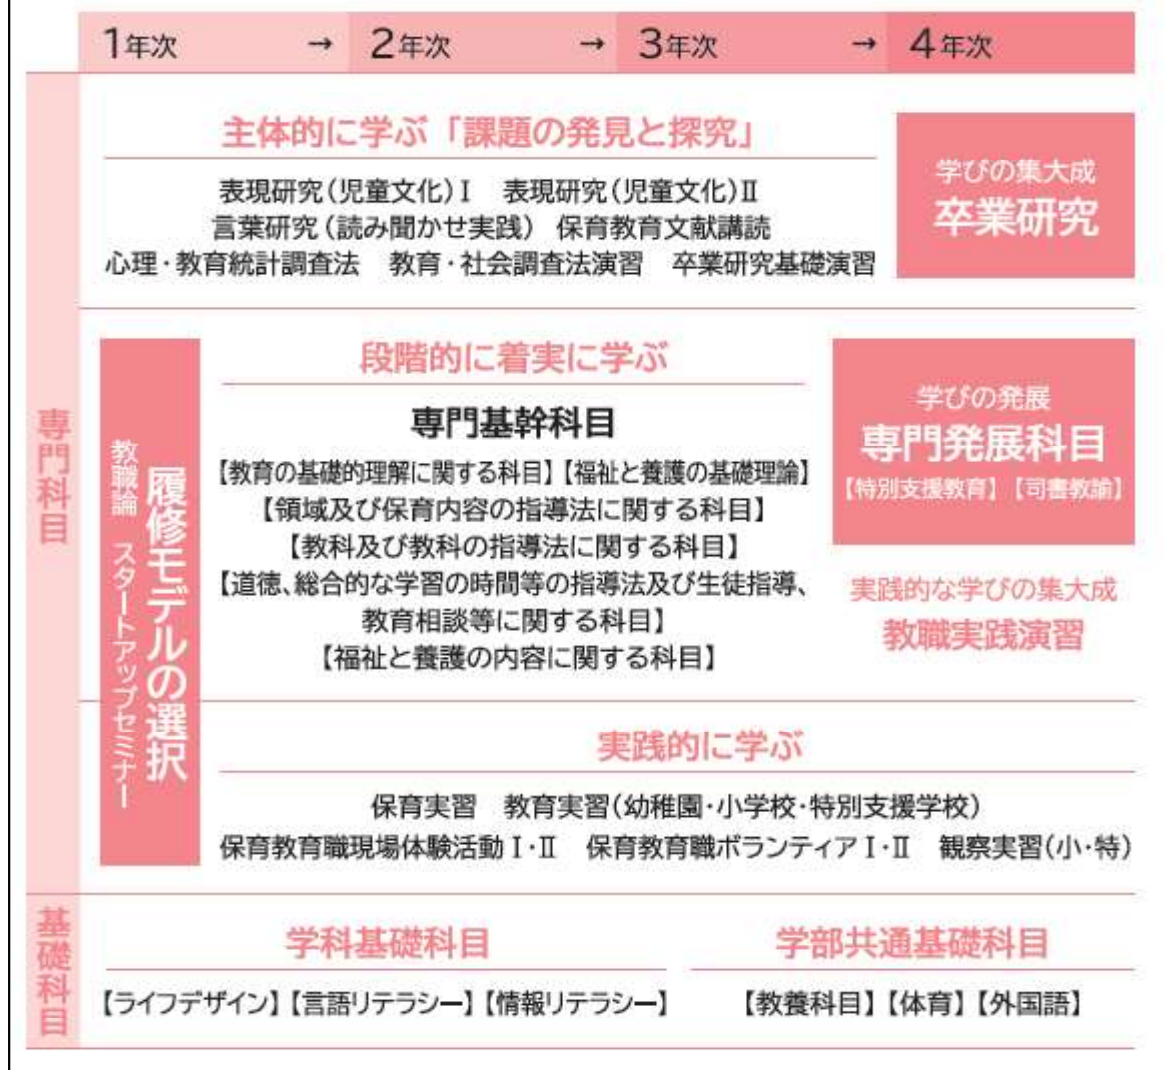 1年次 → 2年次 → 3年次 → 4年次
専門科目
主体的に学ぶ「課題の発見と探究」
表現研究(児童文化)Ⅰ 表現研究(児童文化)Ⅱ
言葉研究(読み聞かせ実践) 保育教育文献講読
心理・教育統計調査法 教育・社会調査法演習 卒業研究基礎演習
学びの集大成
卒業研究
履修モデルの選択
教職論 スタートアップセミナー
段階的に着実に学ぶ
専門基幹科目
【教育の基礎的理解に関する科目】【福祉と養護の基礎理論】
【領域及び保育内容の指導法に関する科目】
【教科及び教科の指導法に関する科目】
【道徳、総合的な学習の時間等の指導法及び生徒指導、
教育相談等に関する科目】
【福祉と養護の内容に関する科目】
学びの発展
専門発展科目
【特別支援教育】【司書教諭】
実践的な学びの集大成
教職実践演習
実践的に学ぶ
保育実習 教育実習(幼稚園・小学校・特別支援学校)
保育教育職現場体験活動Ⅰ・Ⅱ 保育教育職ボランティアⅠ・Ⅱ 観察実習(小・特)
基礎科目
学科基礎科目
【ライフデザイン】【言語リテラシー】【情報リテラシー】
学部共通基礎科目
【教養科目】【体育】【外国語】